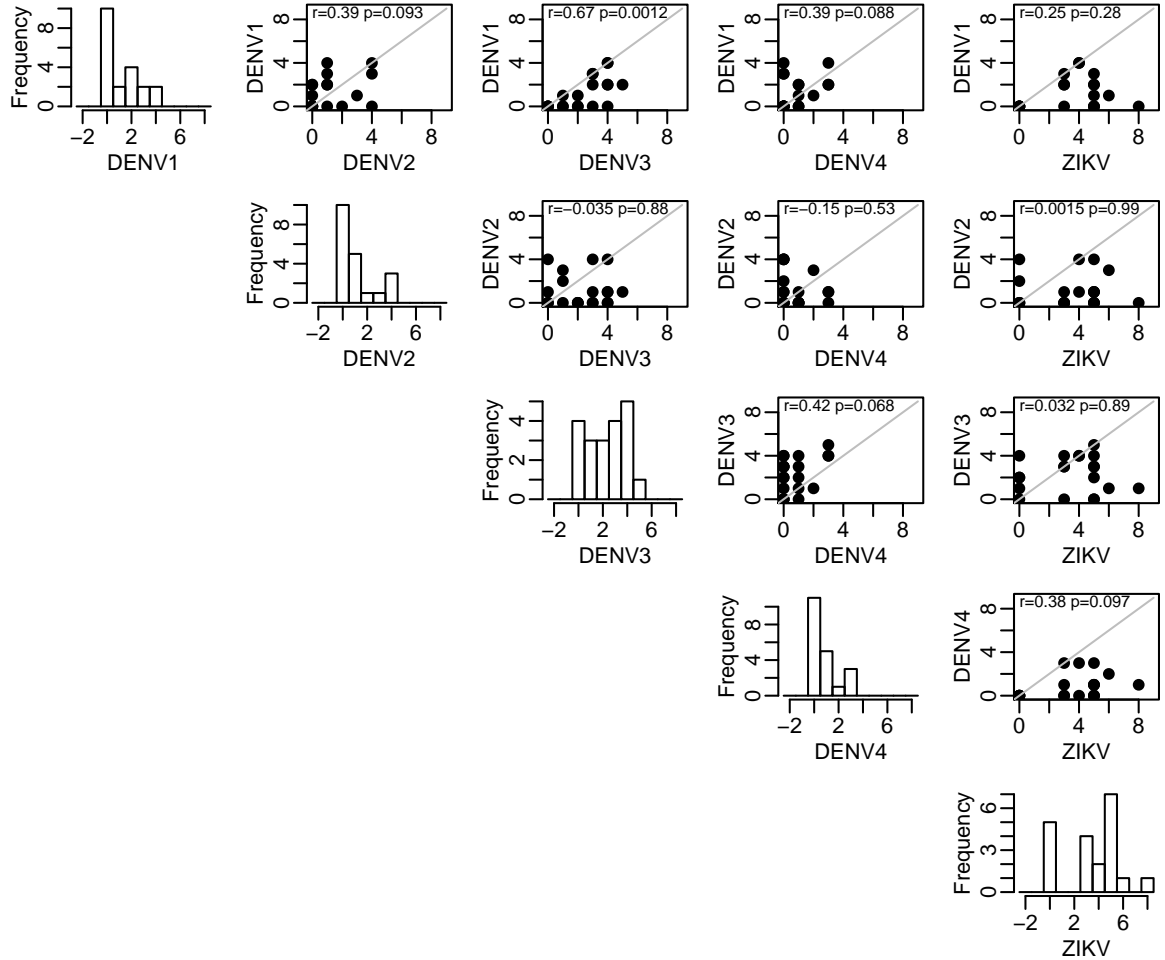 Frequency
0 4 8
−2 2 6
DENV1
r=0.39 p=0.093
DENV1
0 4 8
0 4 8
DENV2
r=0.67 p=0.0012
DENV1
0 4 8
0 4 8
DENV3
r=0.39 p=0.088
DENV1
0 4 8
0 4 8
DENV4
r=0.25 p=0.28
DENV1
0 4 8
0 4 8
ZIKV
Frequency
0 4 8
−2 2 6
DENV2
r=−0.035 p=0.88
DENV2
0 4 8
0 4 8
DENV3
r=−0.15 p=0.53
DENV2
0 4 8
0 4 8
DENV4
r=0.0015 p=0.99
DENV2
0 4 8
0 4 8
ZIKV
Frequency
0 2 4
−2 2 6
DENV3
r=0.42 p=0.068
DENV3
0 4 8
0 4 8
DENV4
r=0.032 p=0.89
DENV3
0 4 8
0 4 8
ZIKV
Frequency
0 4 8
−2 2 6
DENV4
r=0.38 p=0.097
DENV4
0 4 8
0 4 8
ZIKV
Frequency
0 3 6
−2 2 6
ZIKV